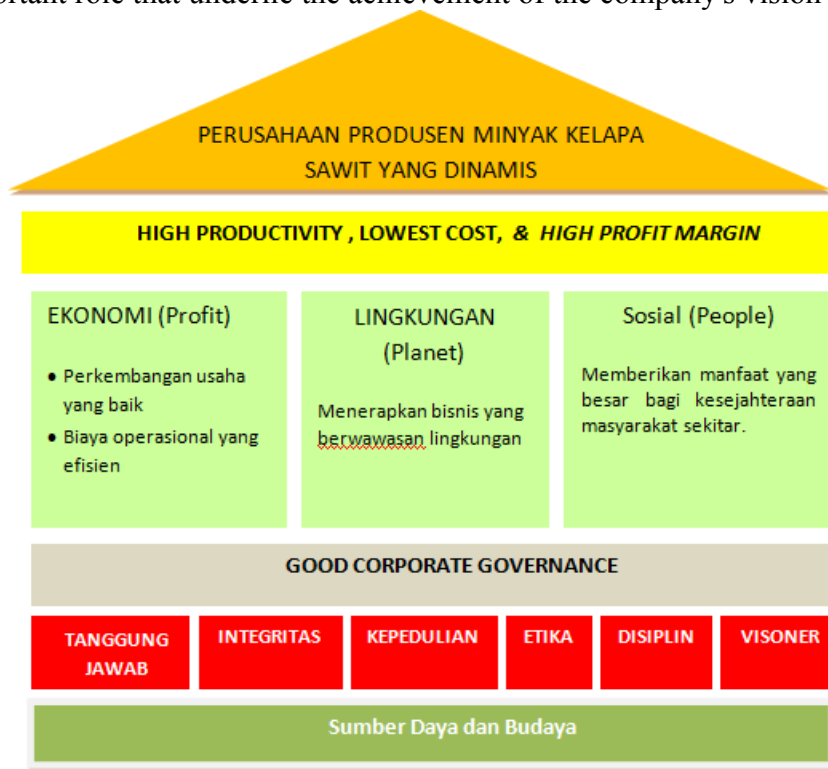 ortant role that underlie the achievement of the company's vision
PERUSAHAAN PRODUSEN MINYAK KELAPA
SAWIT YANG DINAMIS
HIGH PRODUCTIVITY , LOWEST COST, & HIGH PROFIT MARGIN
EKONOMI (Profit)
• Perkembangan usaha
yang baik
• Biaya operasional yang
efisien
LINGKUNGAN
(Planet)
Menerapkan bisnis yang
berwawasan lingkungan
Sosial (People)
Memberikan manfaat yang
besar bagi kesejahteraan
masyarakat sekitar.
GOOD CORPORATE GOVERNANCE
TANGGUNG
JAWAB
INTEGRITAS
KEPEDULIAN
ETIKA
DISIPLIN
VISONER
Sumber Daya dan Budaya